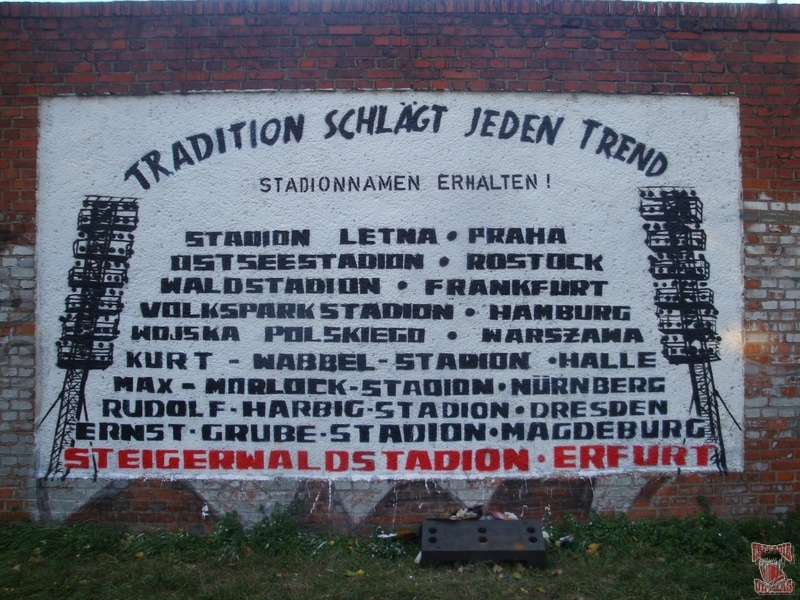 TRADITION SCHLÄGT JEDEN TREND
STADIONNAMEN ERHALTEN!
STADION LETNA • PRAHA
OSTSEESTADION • ROSTOCK
WALDSTADION • FRANKFURT
VOLKSPARKSTADION • HAMBURG
WOJSKA POLSKIEGO • WARSZAWA
KURT - WABBEL-STADION • HALLE
MAX-MORLOCK-STADION • NÜRNBERG
RUDOLF-HARBIG-STADION • DRESDEN
ERNST-GRUBE-STADION • MAGDEBURG
STEIGERWALDSTADION • ERFURT